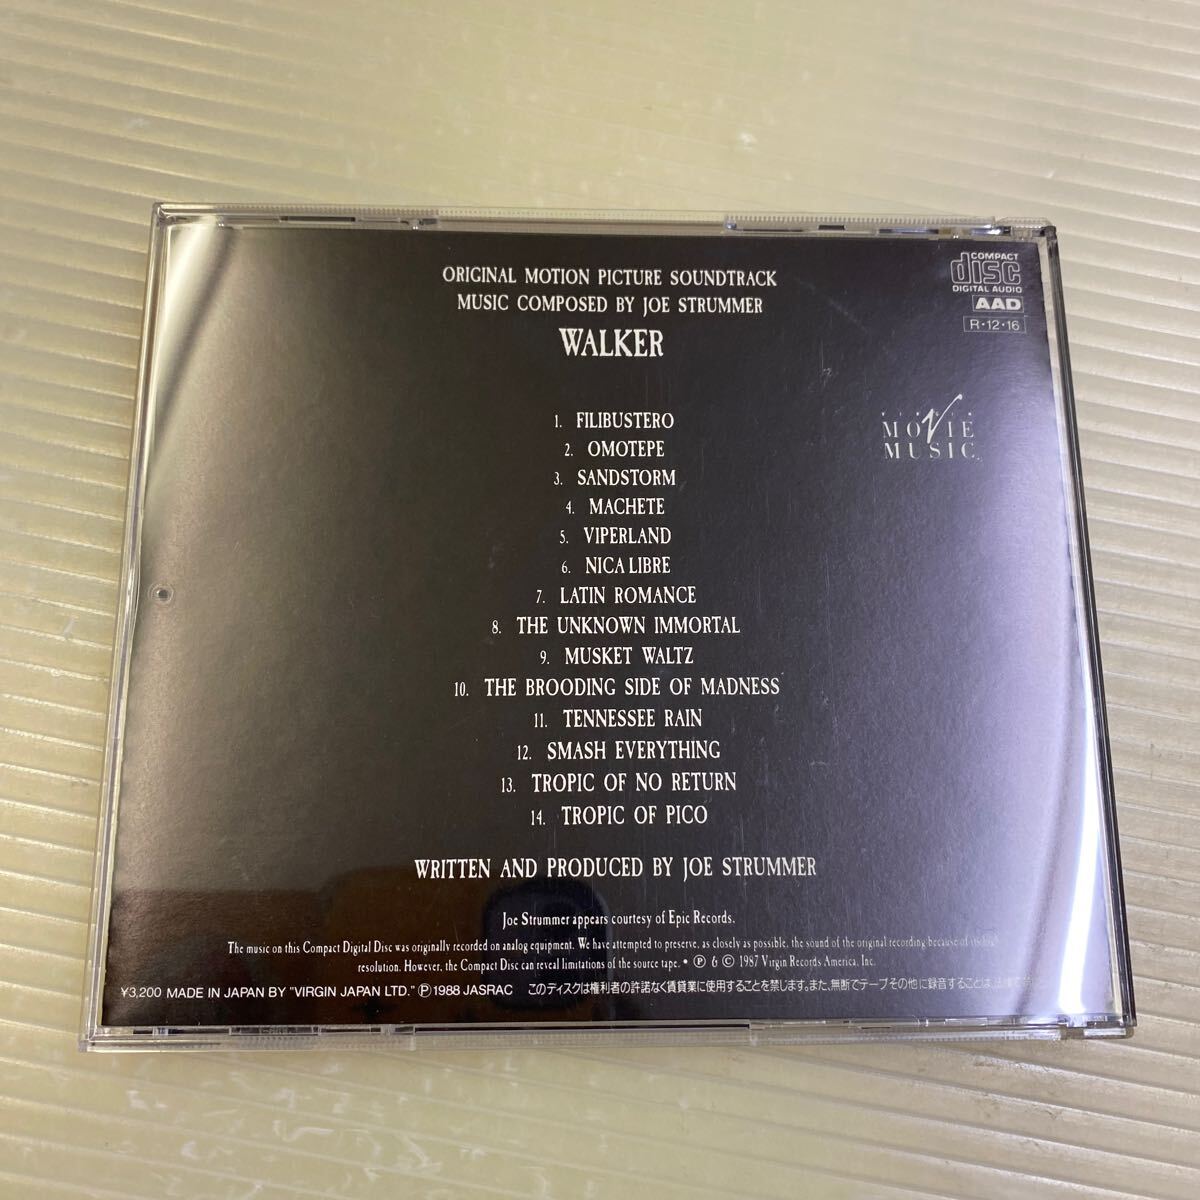 ORIGINAL MOTION PICTURE SOUNDTRACK
MUSIC COMPOSED BY JOE STRUMMER
WALKER
COMPACT
disc
DIGITAL AUDIO
AAD
R・12・16
VIRGIN
MOVIE
MUSIC
1. FILIBUSTERO
2. OMOTEPE
3. SANDSTORM
4. MACHETE
5. VIPERLAND
6. NICA LIBRE
7. LATIN ROMANCE
8. THE UNKNOWN IMMORTAL
9. MUSKET WALTZ
10. THE BROODING SIDE OF MADNESS
11. TENNESSEE RAIN
12. SMASH EVERYTHING
13. TROPIC OF NO RETURN
14. TROPIC OF PICO
WRITTEN AND PRODUCED BY JOE STRUMMER
Joe Strummer appears courtesy of Epic Records.
The music on this Compact Digital Disc was originally recorded on analog equipment. We have attempted to preserve, as closely as possible, the sound of the original recording because of its high
resolution. However, the Compact Disc can reveal limitations of the source tape. • Ⓟ & © 1987 Virgin Records America, Inc.
¥3,200 MADE IN JAPAN BY "VIRGIN JAPAN LTD." Ⓟ 1988 JASRAC このディスクは権利者の許諾なく賃貸業に使用することを禁じます。また、無断でテープその他に録音することは、法律で